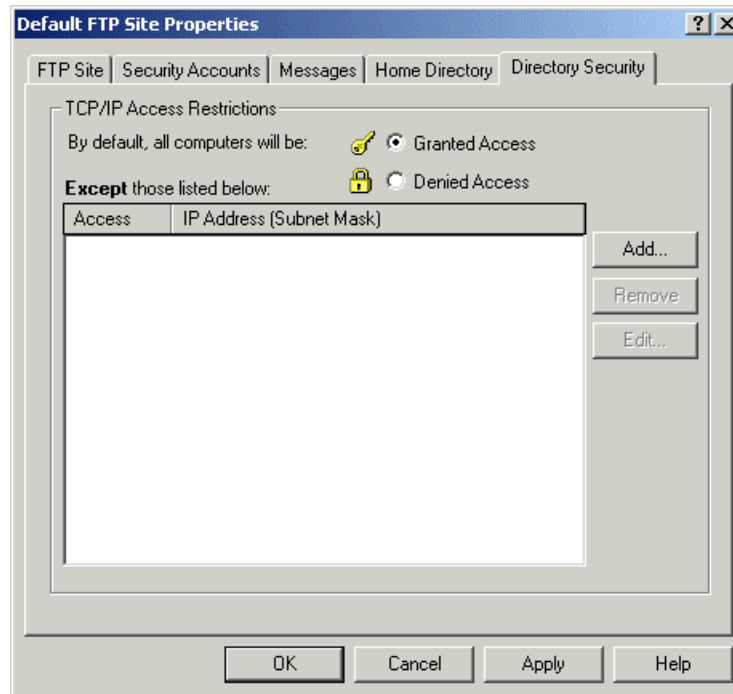 Default FTP Site Properties
FTP Site Security Accounts Messages Home Directory Directory Security
TCP/IP Access Restrictions
By default, all computers will be: Granted Access
Denied Access
Except those listed below:
Access IP Address (Subnet Mask)
Add...
Remove
Edit...
OK Cancel Apply Help